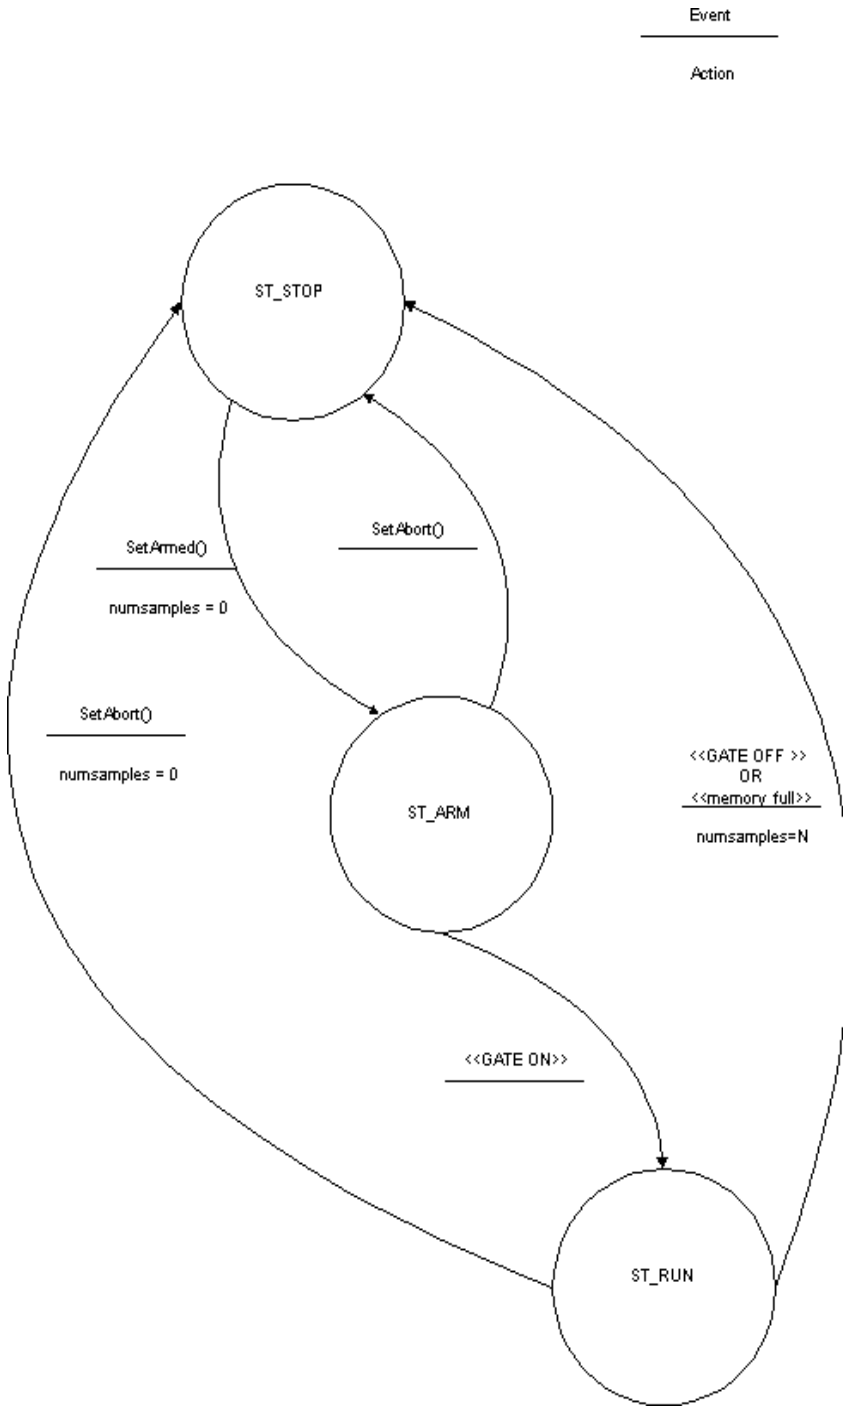 Event
Action
ST_STOP
SetArmed()
numsamples = 0
SetAbort()
SetAbort()
numsamples = 0
<<GATE OFF >>
OR
<<memory full>>
numsamples=N
ST_ARM
<<GATE ON>>
ST_RUN